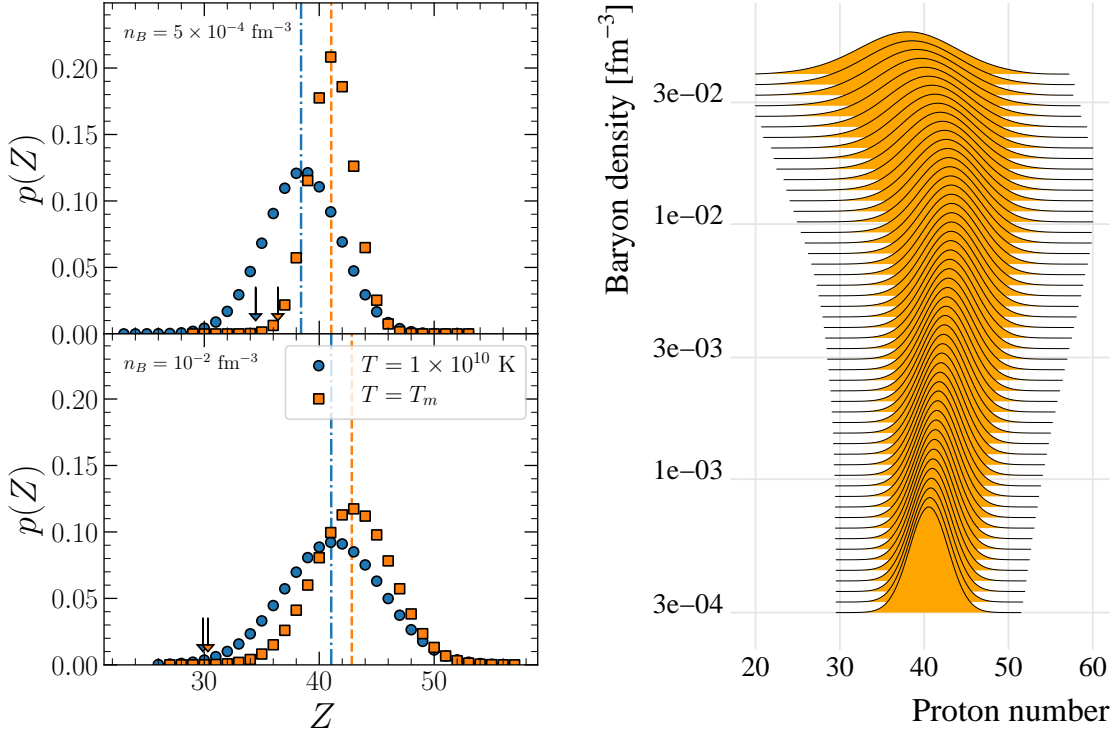 n_B = 5 × 10⁻⁴ fm⁻³
0.20
0.15
0.10
0.05
0.00
p(Z)
n_B = 10⁻² fm⁻³
T = 1 × 10¹⁰ K
T = T_m
0.20
0.15
0.10
0.05
0.00
p(Z)
30
40
50
Z
Baryon density [fm⁻³]
3e−02
1e−02
3e−03
1e−03
3e−04
20
30
40
50
60
Proton number